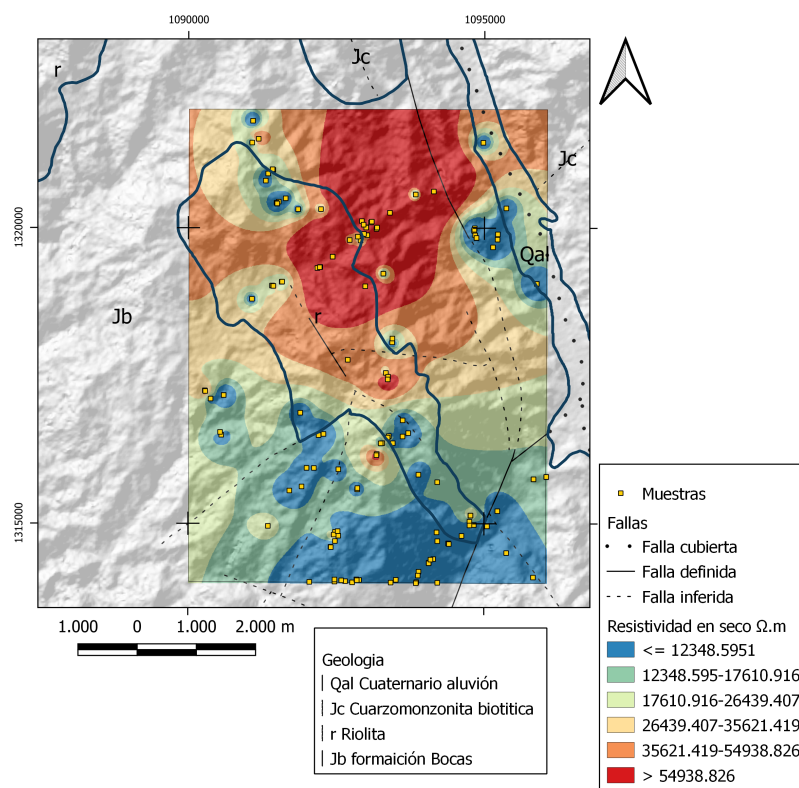 1090000
1095000
Jc
r
Jc
1320000
Qal
Jb
r
1315000
Muestras
Fallas
Falla cubierta
Falla definida
Falla inferida
1.000 0 1.000 2.000 m
Resistividad en seco Ω.m
<= 12348.5951
12348.595-17610.916
17610.916-26439.407
26439.407-35621.419
35621.419-54938.826
> 54938.826
Geologia
| Qal Cuaternario aluvión
| Jc Cuarzomonzonita biotitica
| r Riolita
| Jb formaición Bocas